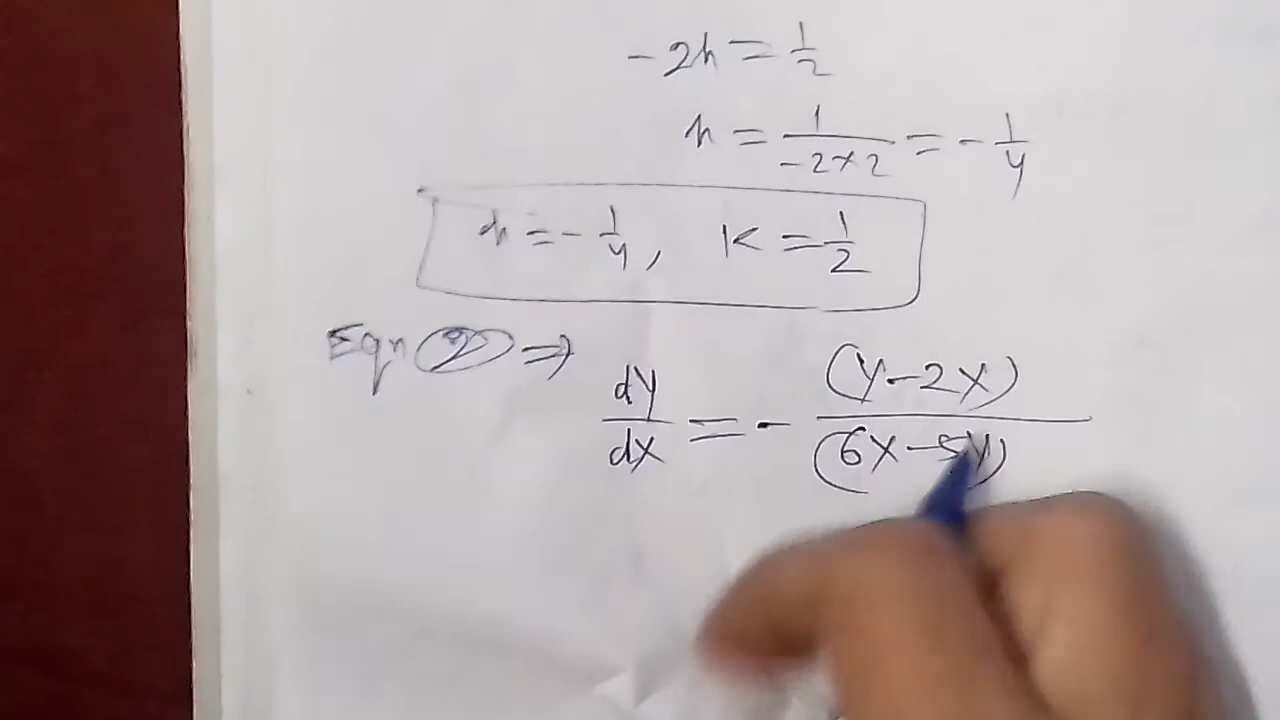 -2h = 1/2
h = 1/(-2×2) = -1/4
h = -1/4, K = 1/2
Eqn (2) ⇒
dY/dX = - (Y-2X)/(6X-5Y)